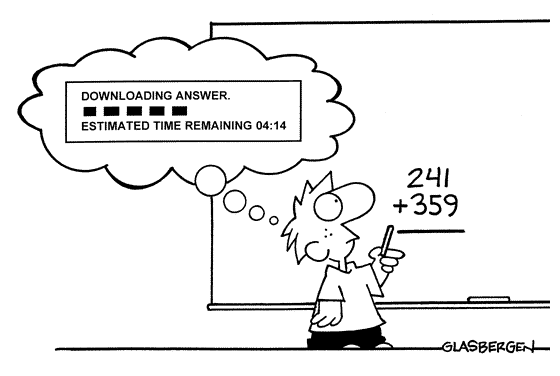 DOWNLOADING ANSWER.
ESTIMATED TIME REMAINING 04:14
241
+359
GLASBERGEN